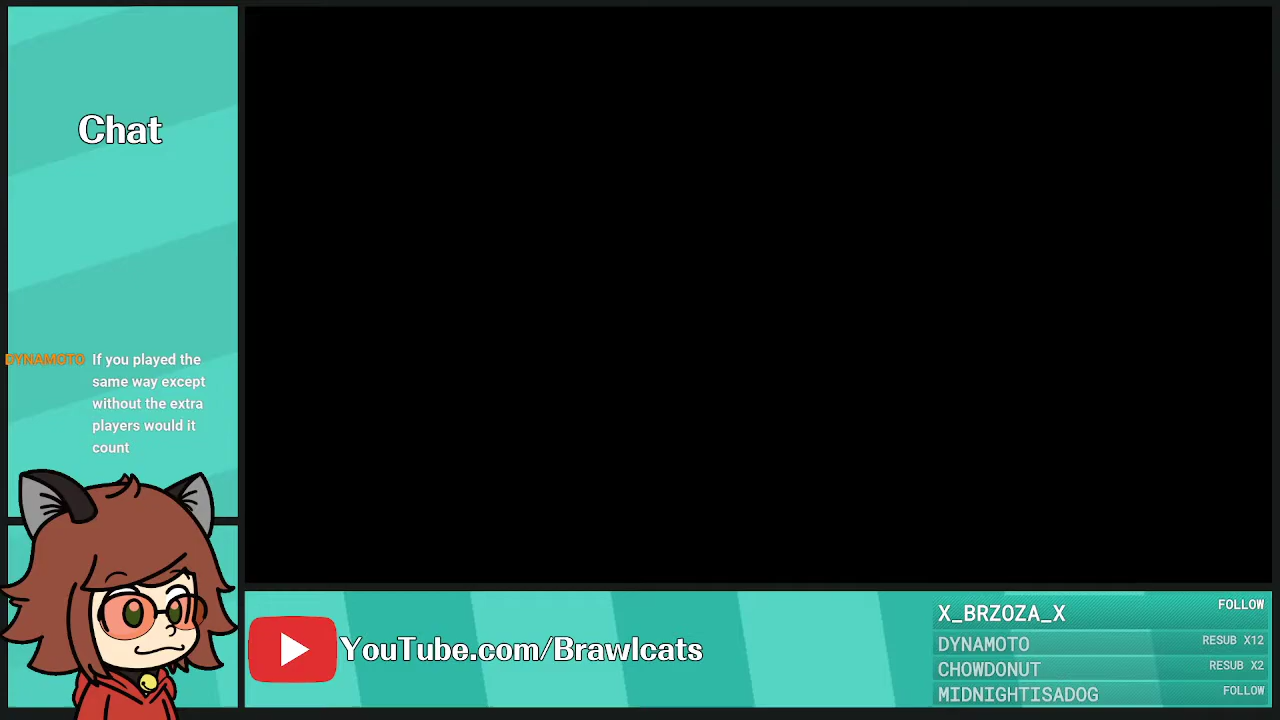 Chat
DYNAMOTO If you played the
same way except
without the extra
players would it
count
YouTube.com/Brawlcats
X_BRZOZA_X FOLLOW
DYNAMOTO RESUB X12
CHOWDONUT RESUB X2
MIDNIGHTISADOG FOLLOW